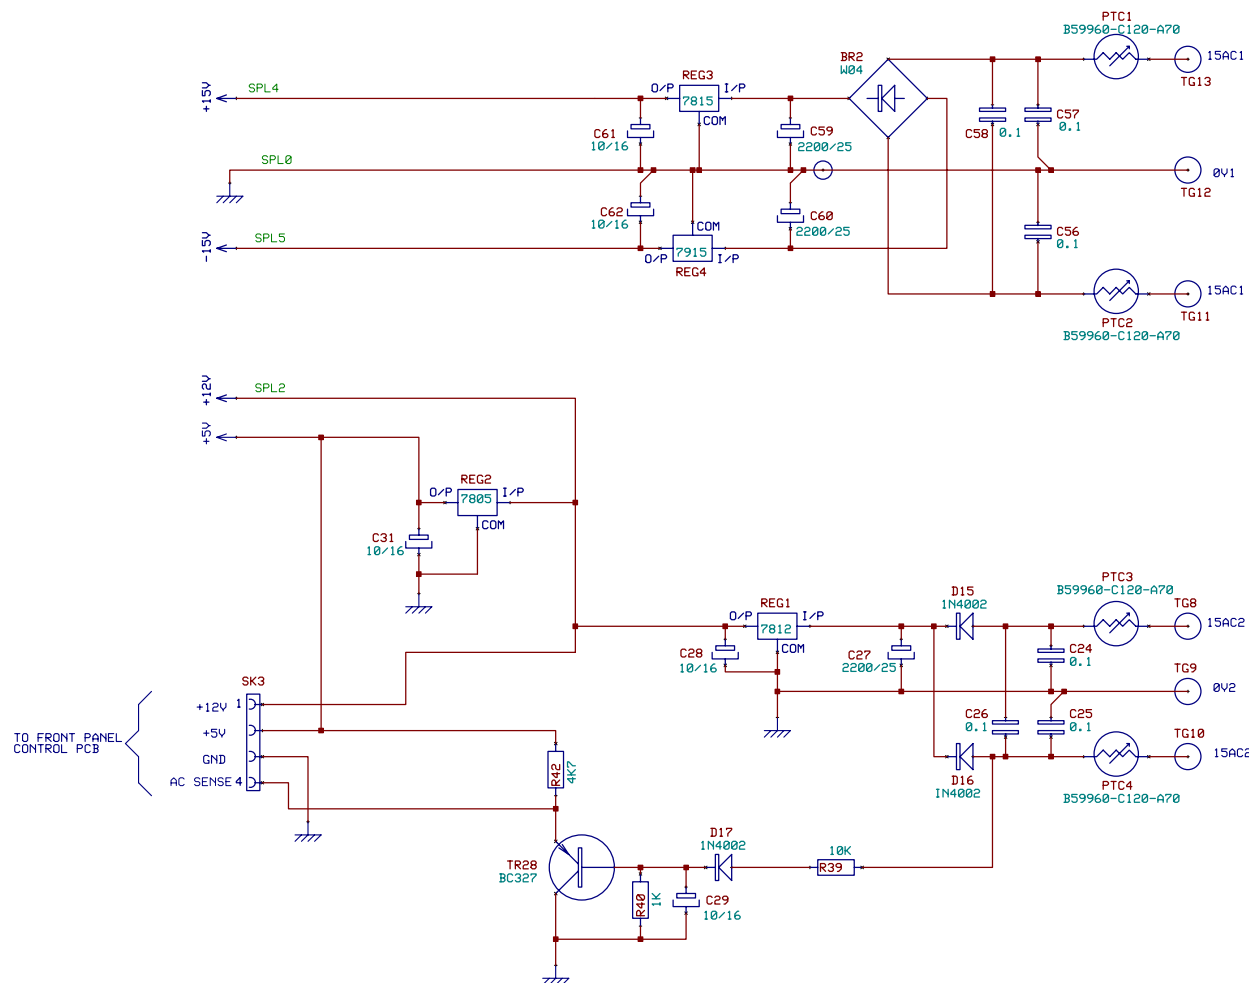 PTC1
B59960-C120-A70
15AC1
TG13
BR2
W04
REG3
O/P
I/P
7815
COM
+15V
SPL4
C61
10/16
C59
2200/25
C58
0.1
C57
0.1
SPL0
0V1
TG12
C62
10/16
C60
2200/25
COM
C56
0.1
-15V
SPL5
O/P
7915
I/P
REG4
15AC1
TG11
PTC2
B59960-C120-A70
+12V
SPL2
+5V
REG2
O/P
I/P
7805
COM
C31
10/16
PTC3
B59960-C120-A70
D15
1N4002
REG1
O/P
I/P
7812
COM
TG8
15AC2
C28
10/16
C27
2200/25
C24
0.1
TG9
0V2
SK3
+12V 1
+5V
GND
AC SENSE 4
TO FRONT PANEL
CONTROL PCB
C26
0.1
C25
0.1
TG10
15AC2
D16
IN4002
PTC4
B59960-C120-A70
R42
4K7
D17
1N4002
10K
R39
TR28
BC327
R40
1K
C29
10/16